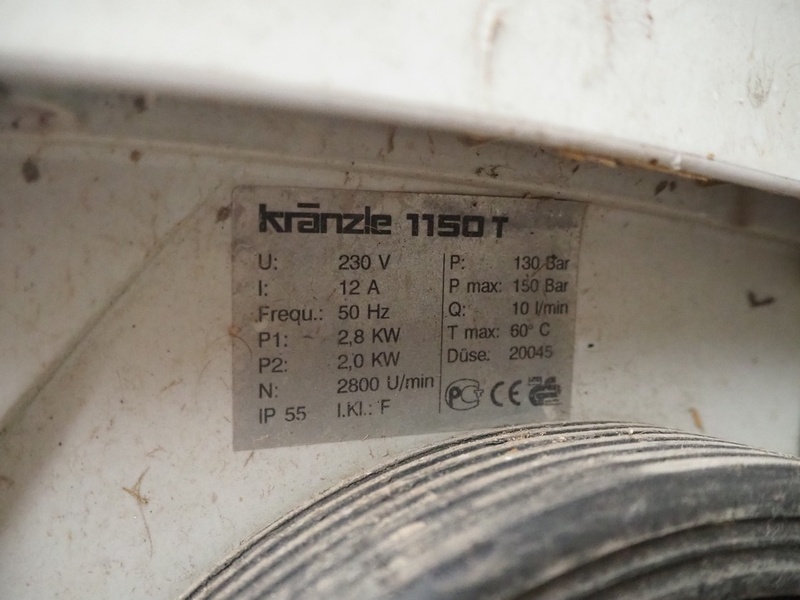 kränzle 1150 T
U: 230 V
I: 12 A
Frequ.: 50 Hz
P1: 2,8 KW
P2: 2,0 KW
N: 2800 U/min
IP 55 I.Kl.: F
P: 130 Bar
P max: 150 Bar
Q: 10 l/min
T max: 60° C
Düse: 20045
CE